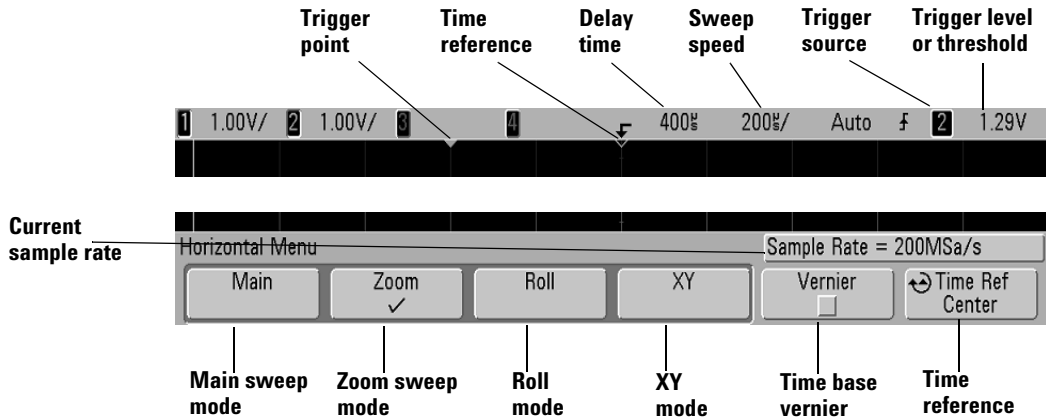 Trigger point
Time reference
Delay time
Sweep speed
Trigger source
Trigger level or threshold
1 1.00V/ 2 1.00V/ 3 4 400µs 200µs/ Auto 2 1.29V
Current sample rate
Horizontal Menu
Sample Rate = 200MSa/s
Main
Zoom
Roll
XY
Vernier
Time Ref
Center
Main sweep mode
Zoom sweep mode
Roll mode
XY mode
Time base vernier
Time reference